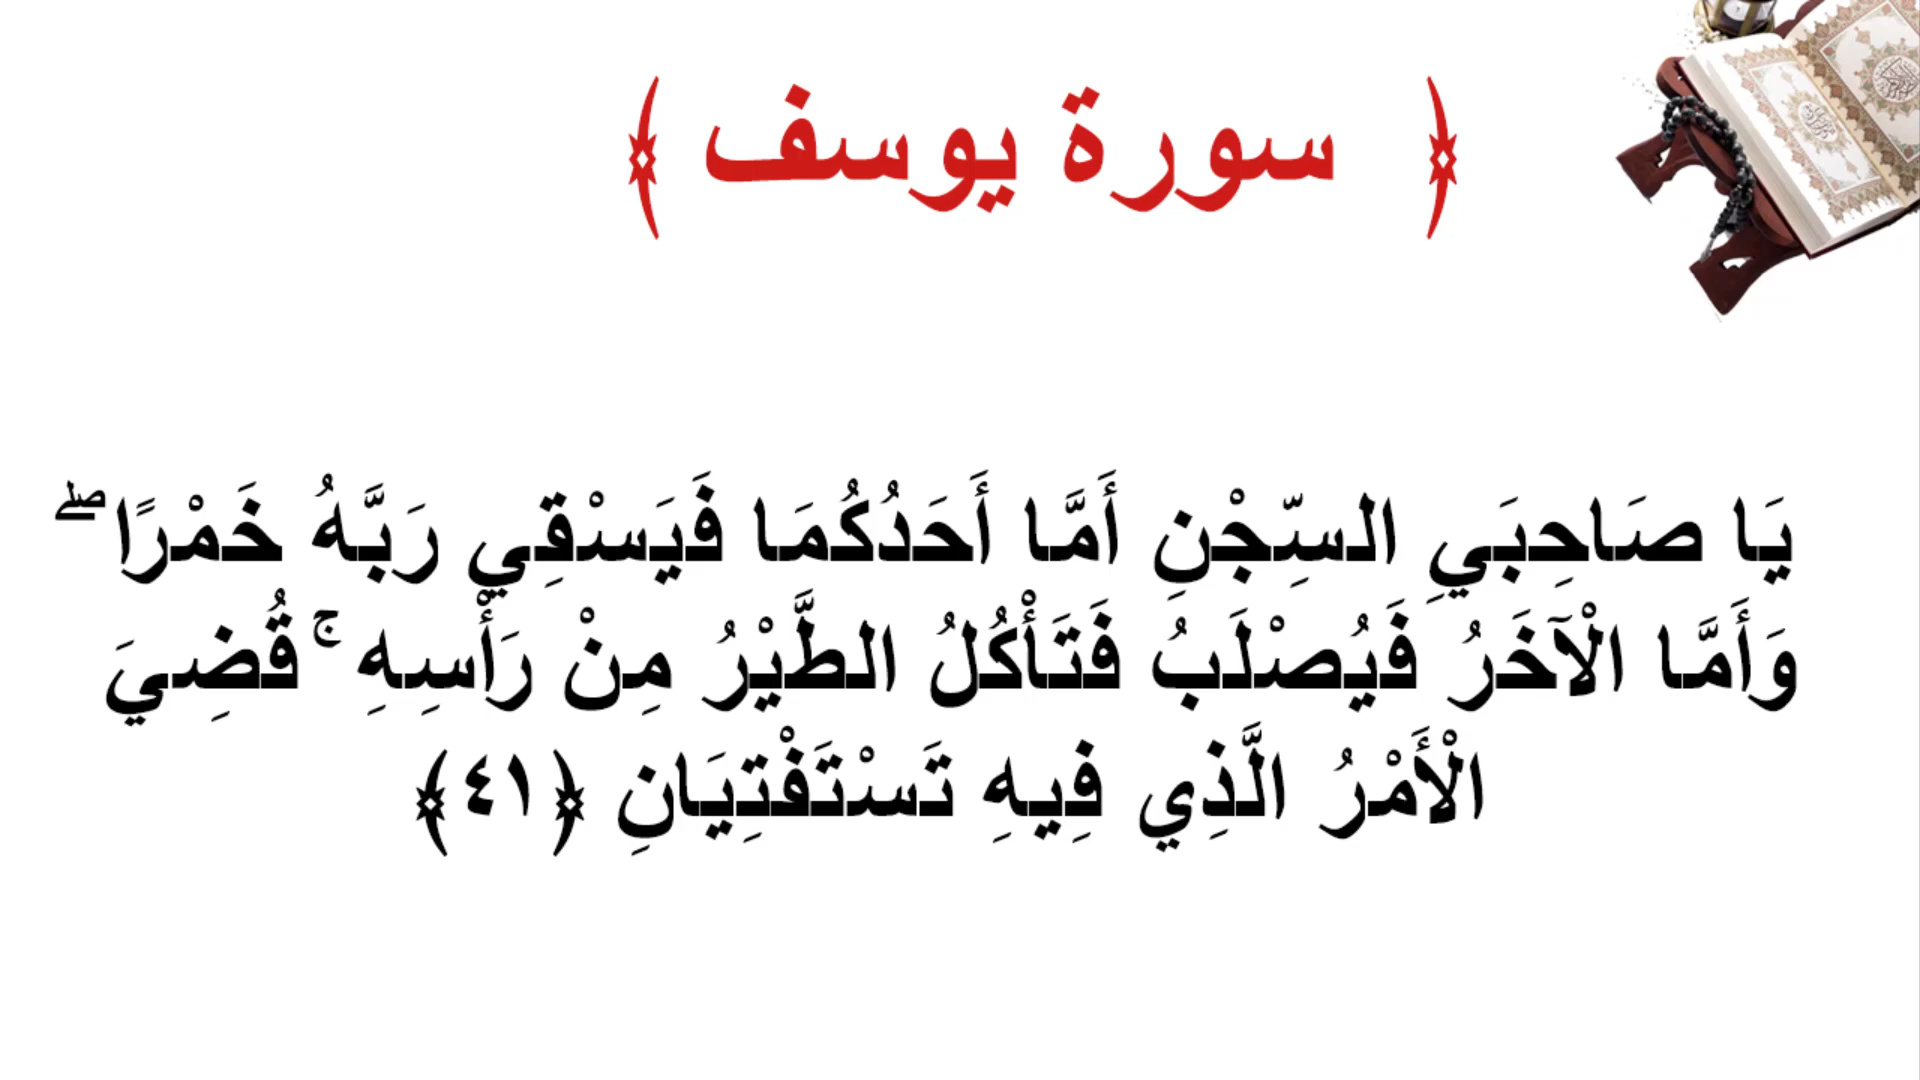 ﴿ سورة يوسف ﴾
يَا صَاحِبَيِ السِّجْنِ أَمَّا أَحَدُكُمَا فَيَسْقِي رَبَّهُ خَمْرًا ۖ
وَأَمَّا الْآخَرُ فَيُصْلَبُ فَتَأْكُلُ الطَّيْرُ مِنْ رَأْسِهِ ۚ قُضِيَ
الْأَمْرُ الَّذِي فِيهِ تَسْتَفْتِيَانِ ﴿٤١﴾